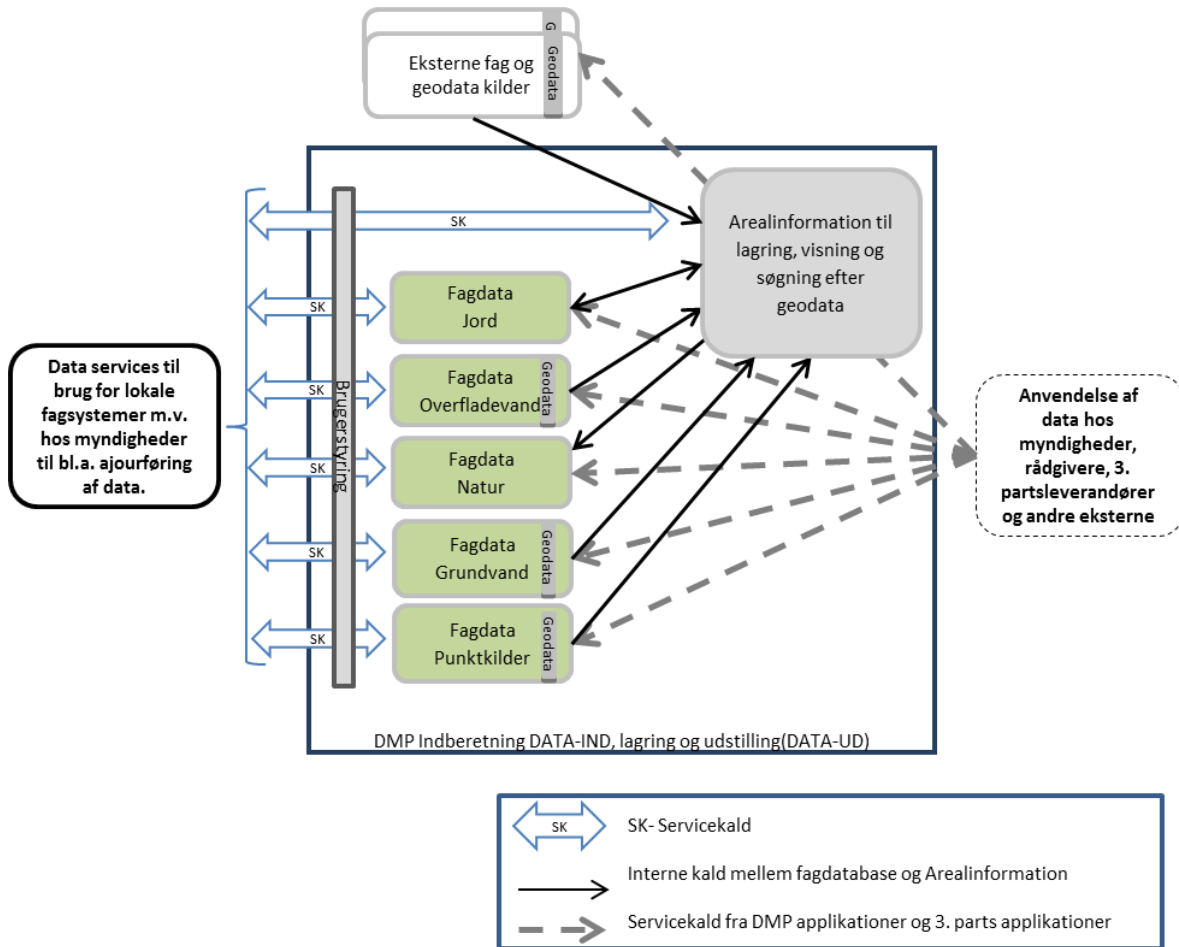 G
Geodata
Eksterne fag og
geodata kilder
SK
Arealinformation til
lagring, visning og
søgning efter
geodata
Brugerstyring
SK
Fagdata
Jord
SK
Fagdata
Overfladevand
Geodata
SK
Fagdata
Natur
SK
Fagdata
Grundvand
Geodata
SK
Fagdata
Punktkilder
Geodata
Data services til
brug for lokale
fagsystemer m.v.
hos myndigheder
til bl.a. ajourføring
af data.
Anvendelse af
data hos
myndigheder,
rådgivere, 3.
partsleverandører
og andre eksterne
DMP Indberetning DATA-IND, lagring og udstilling(DATA-UD)
SK
SK- Servicekald
Interne kald mellem fagdatabase og Arealinformation
Servicekald fra DMP applikationer og 3. parts applikationer